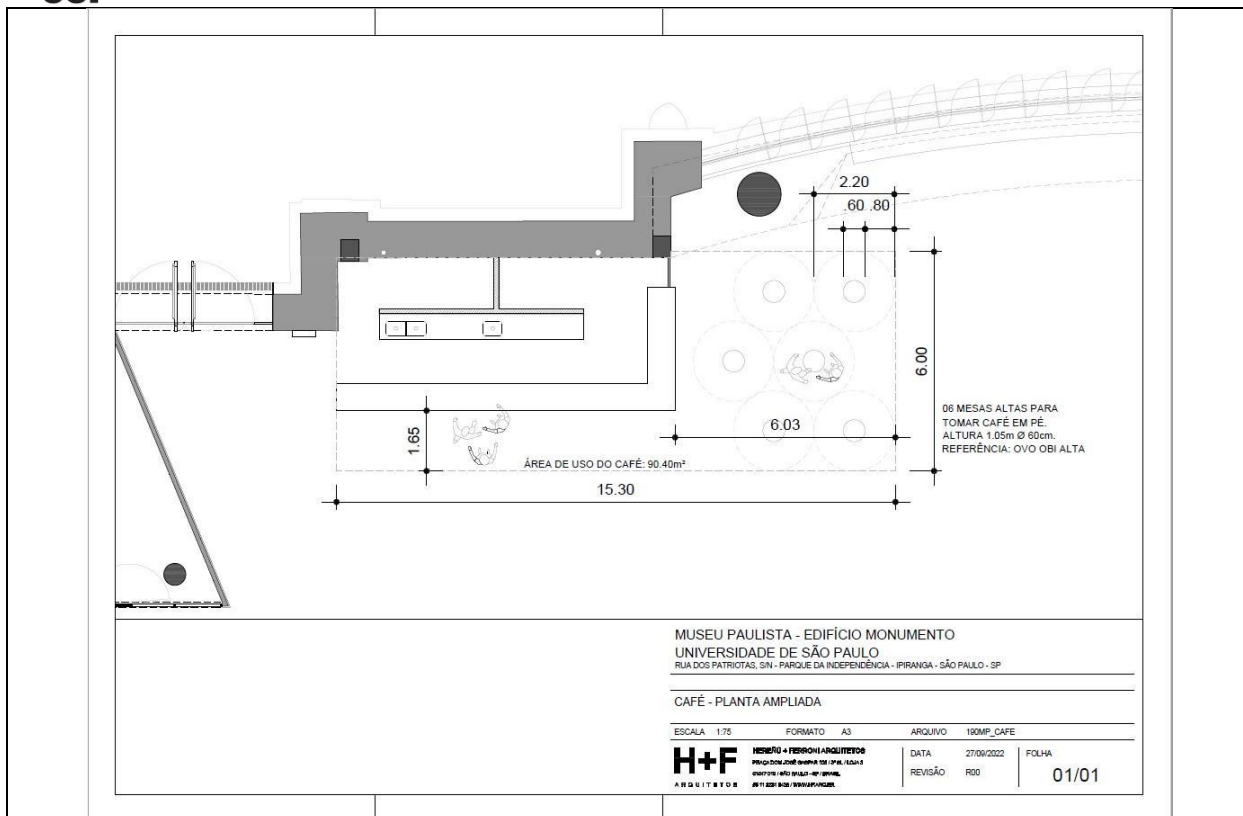 2.20
.60 .80
6.00
6.03
1.65
15.30
ÁREA DE USO DO CAFÉ: 90.40m²
06 MESAS ALTAS PARA
TOMAR CAFÉ EM PÉ.
ALTURA 1.05m Ø 60cm.
REFERÊNCIA: OVO OBI ALTA
MUSEU PAULISTA - EDIFÍCIO MONUMENTO
UNIVERSIDADE DE SÃO PAULO
RUA DOS PATRIOTAS, S/N - PARQUE DA INDEPENDÊNCIA - IPIRANGA - SÃO PAULO - SP
CAFÉ - PLANTA AMPLIADA
ESCALA 1:75 FORMATO A3 ARQUIVO 190MP_CAFE
H+F
ARQUITETOS
HEREÑÚ + FERRONI ARQUITETOS
DATA 27/09/2022
REVISÃO R00
FOLHA
01/01